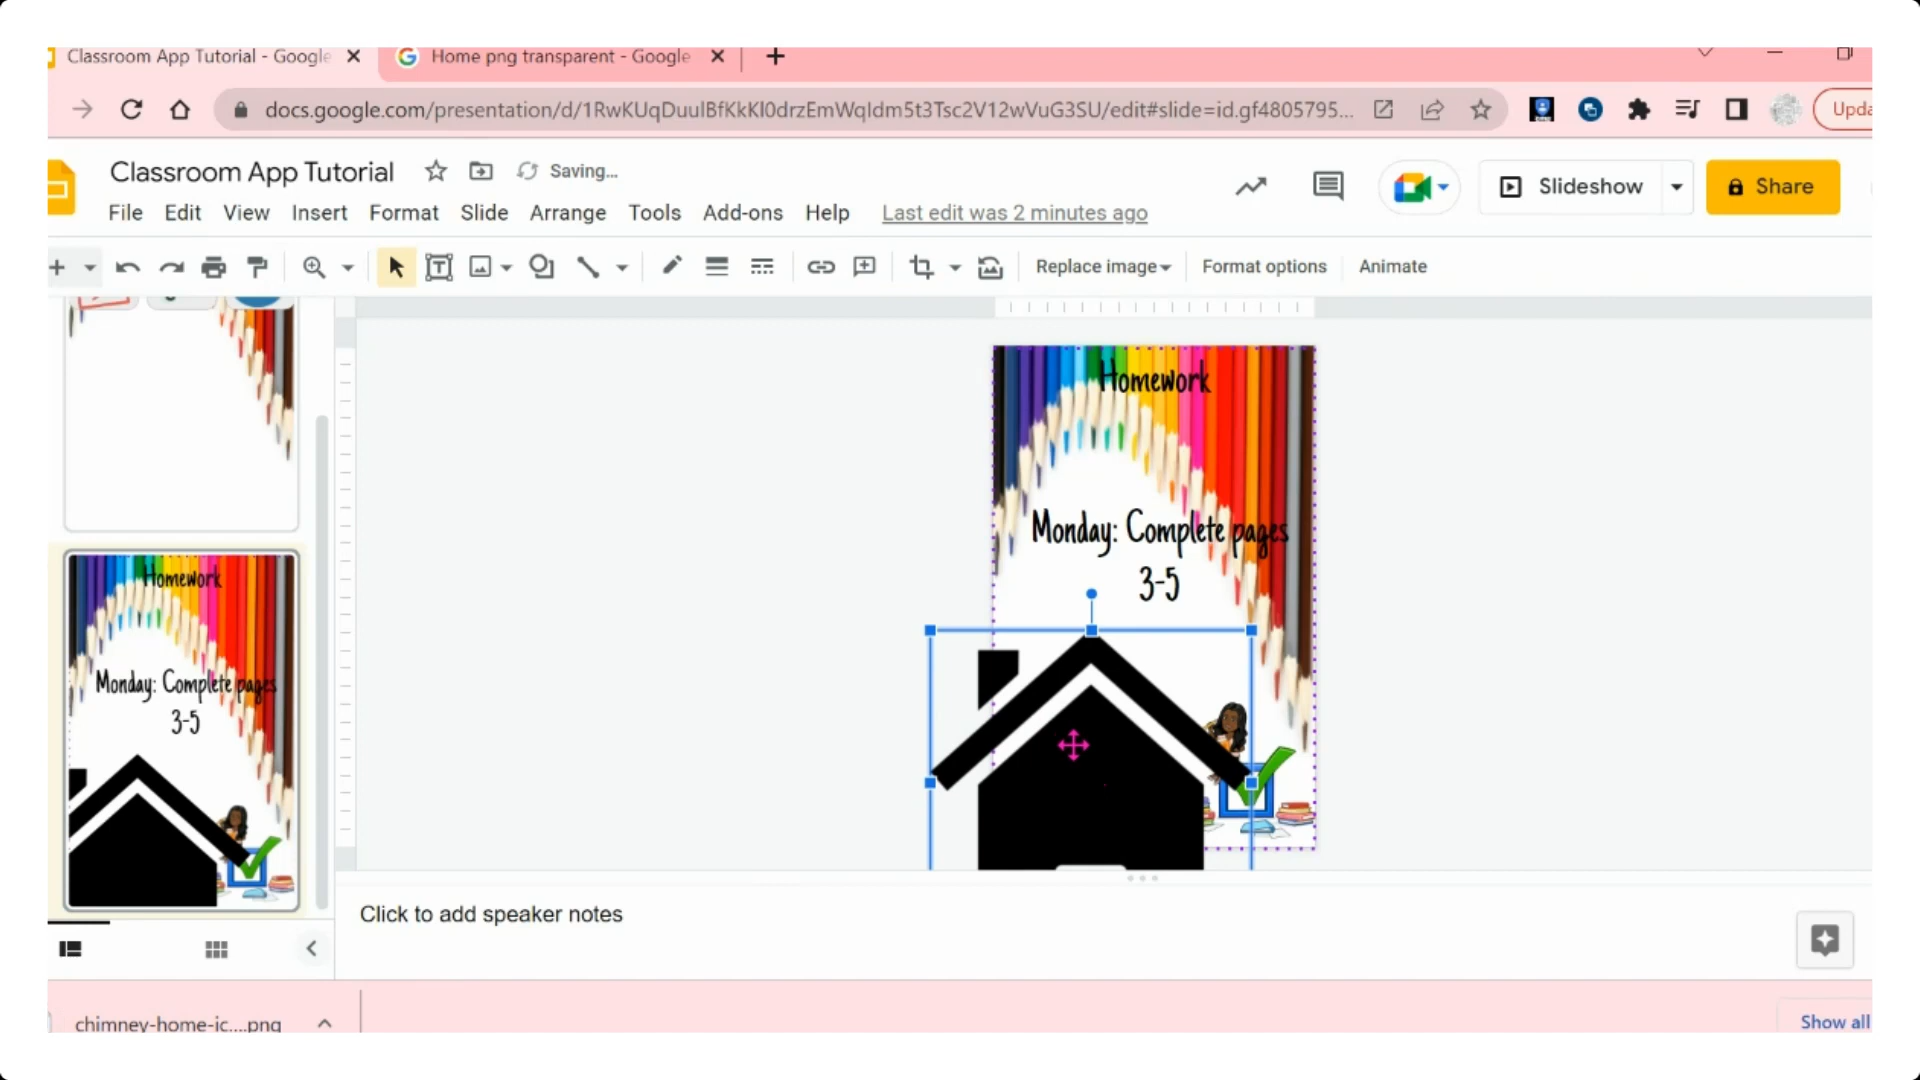 Classroom App Tutorial - Google
Home png transparent - Google
docs.google.com/presentation/d/1RwKUqDuulBfKkKl0drzEmWqIdm5t3Tsc2V12wVuG3SU/edit#slide=id.gf4805795...
Upda
Classroom App Tutorial
Saving...
Slideshow
Share
File Edit View Insert Format Slide Arrange Tools Add-ons Help Last edit was 2 minutes ago
Replace image
Format options
Animate
Homework
Monday: Complete pages
3-5
Homework
Monday: Complete pages
3-5
Click to add speaker notes
chimney-home-ic....png
Show all